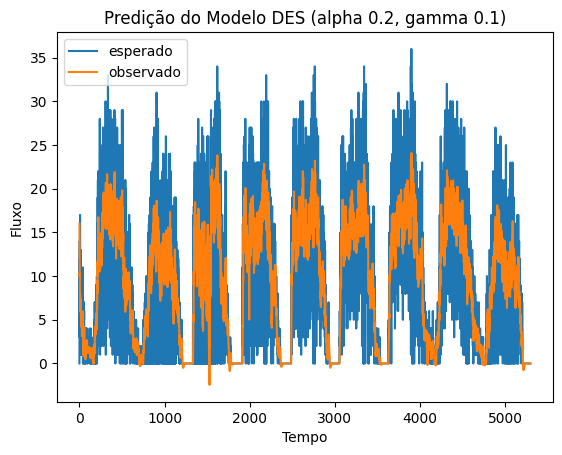 Predição do Modelo DES (alpha 0.2, gamma 0.1)
esperado
observado
Fluxo
35
30
25
20
15
10
5
0
0 1000 2000 3000 4000 5000
Tempo